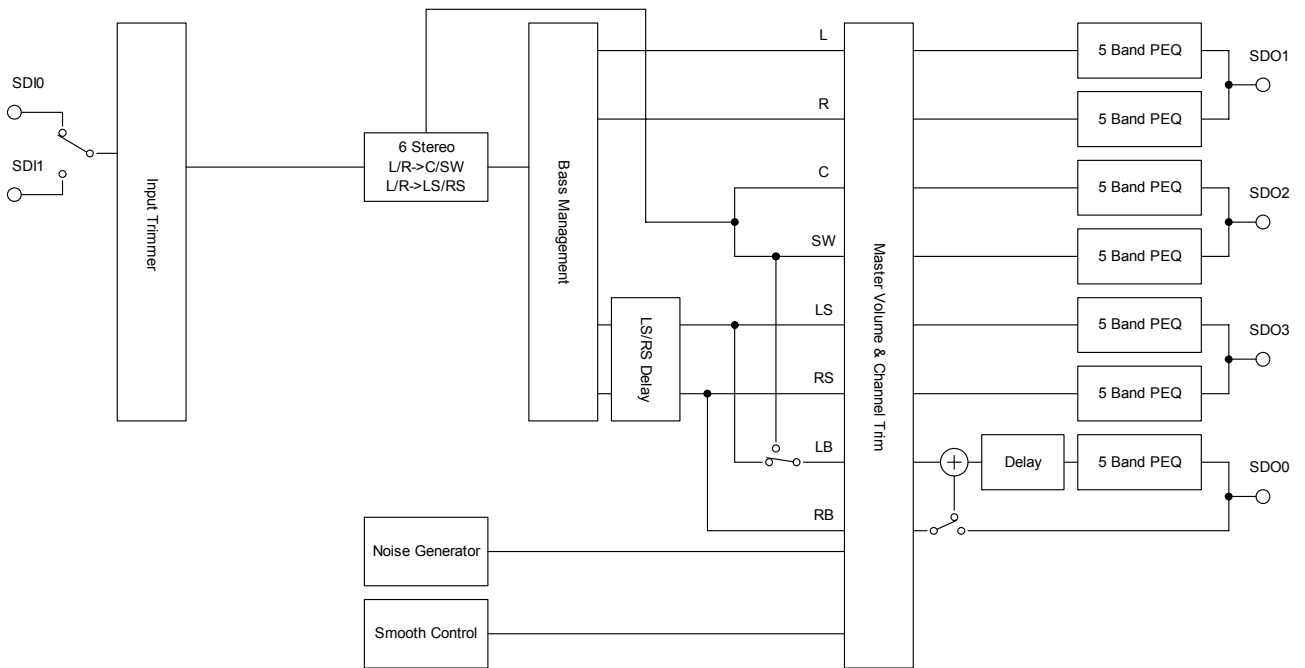 SDI0
SDI1
Input Trimmer
6 Stereo
L/R->C/SW
L/R->LS/RS
Bass Management
LS/RS Delay
L
R
C
SW
LS
RS
LB
RB
Noise Generator
Smooth Control
Master Volume & Channel Trim
5 Band PEQ
5 Band PEQ
SDO1
5 Band PEQ
5 Band PEQ
SDO2
5 Band PEQ
5 Band PEQ
SDO3
Delay
5 Band PEQ
SDO0